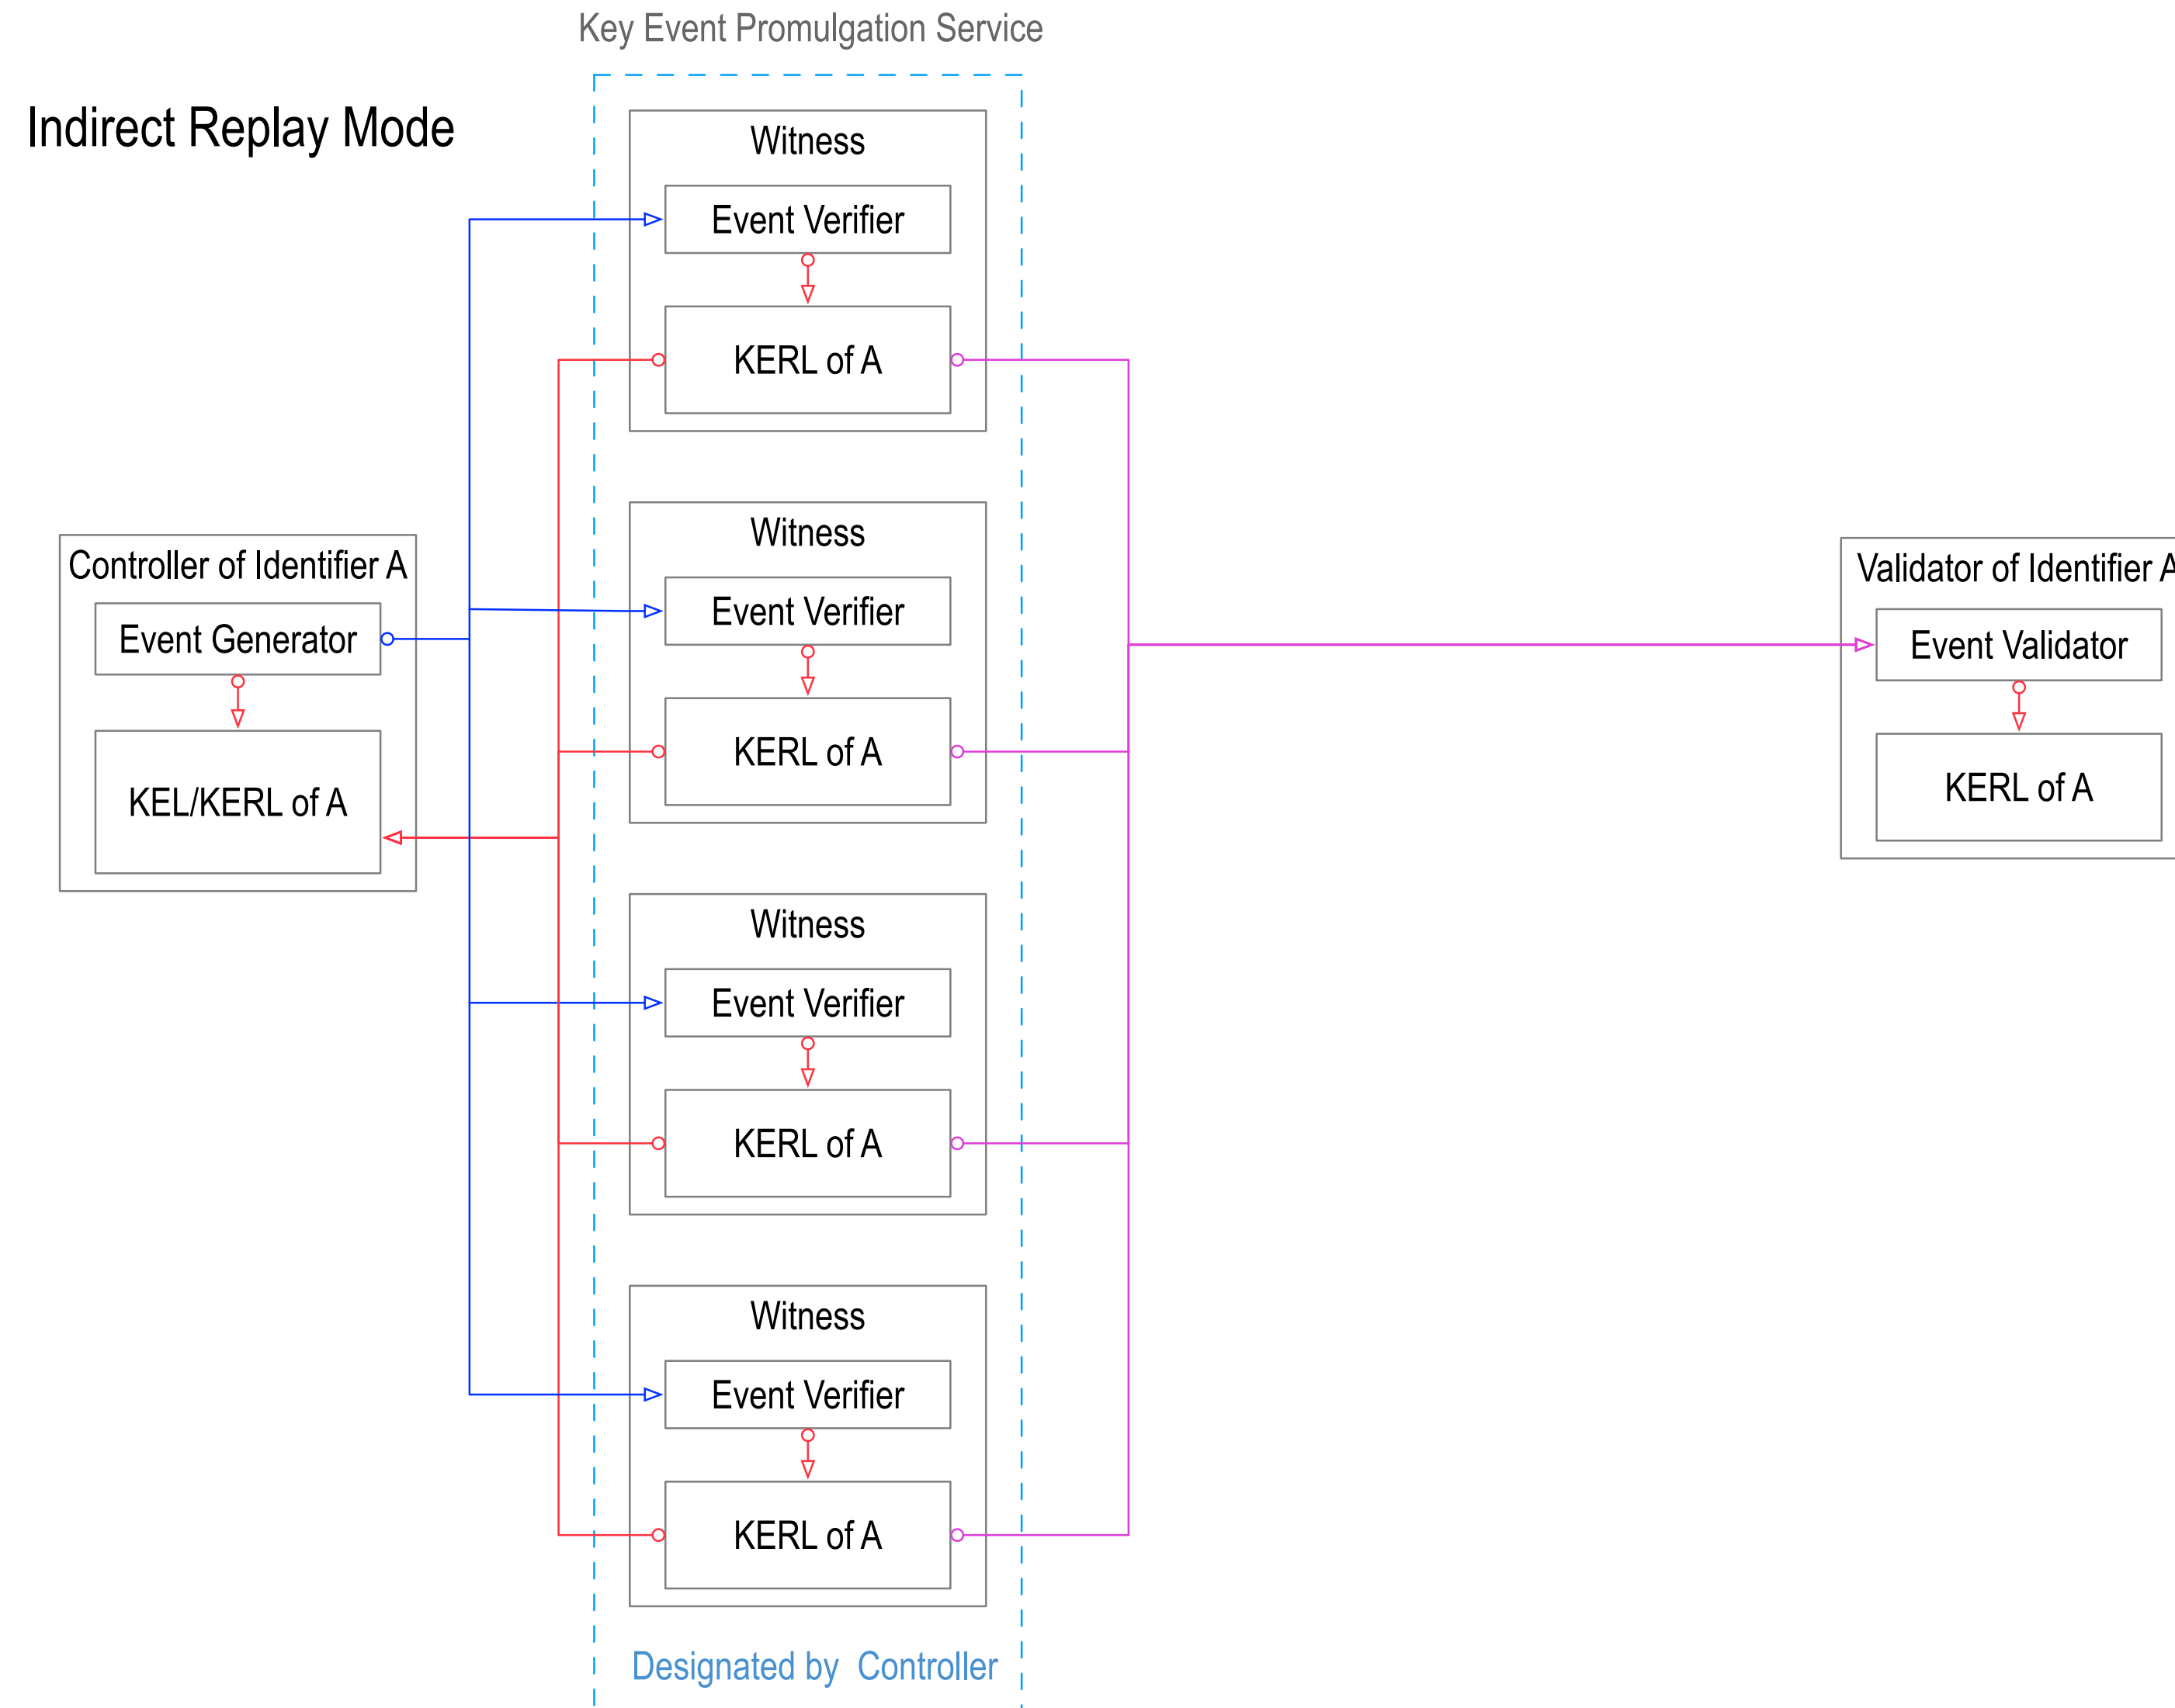 Key Event Promulgation Service
Indirect Replay Mode
Witness
Event Verifier
KERL of A
Witness
Event Verifier
KERL of A
Controller of Identifier A
Event Generator
KEL/KERL of A
Validator of Identifier A
Event Validator
KERL of A
Witness
Event Verifier
KERL of A
Witness
Event Verifier
KERL of A
Designated by Controller